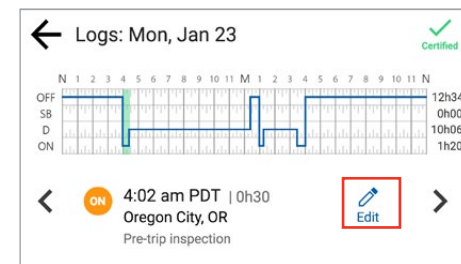 Logs: Mon, Jan 23
Certified
N 1 2 3 4 5 6 7 8 9 10 11 M 1 2 3 4 5 6 7 8 9 10 11 N
OFF 12h34
SB 0h00
D 10h06
ON 1h20
ON 4:02 am PDT | 0h30
Oregon City, OR
Edit
Pre-trip inspection